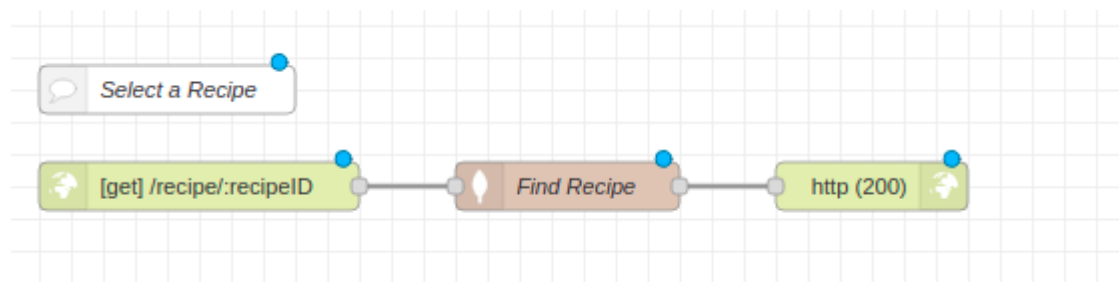 Select a Recipe
[get] /recipe/:recipeID
Find Recipe
http (200)